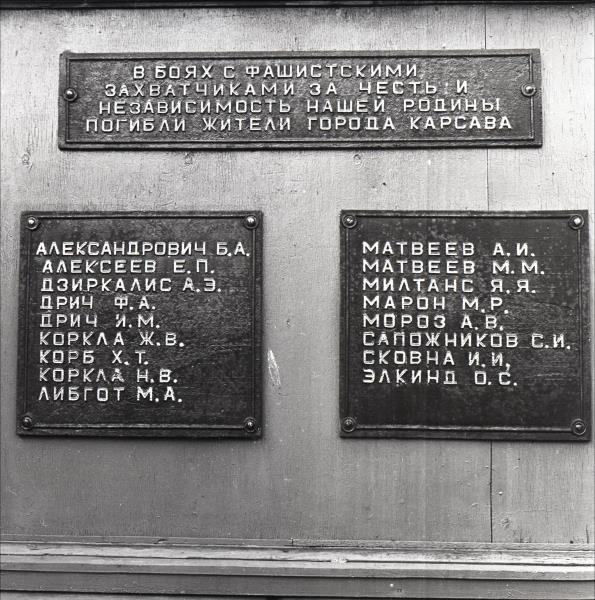 В БОЯХ С ФАШИСТСКИМИ
ЗАХВАТЧИКАМИ ЗА ЧЕСТЬ И
НЕЗАВИСИМОСТЬ НАШЕЙ РОДИНЫ
ПОГИБЛИ ЖИТЕЛИ ГОРОДА КАРСАВА
АЛЕКСАНДРОВИЧ Б.А.
АЛЕКСЕЕВ Е.П.
ДЗИРКАЛИС А.Э.
ДРИЧ Ф.А.
ДРИЧ И.М.
КОРКЛА Ж.В.
КОРБ Х.Т.
КОРКЛА Н.В.
ЛИБГОТ М.А.
МАТВЕЕВ А.И.
МАТВЕЕВ М.М.
МИЛТАНС Я.Я.
МАРОН М.Р.
МОРОЗ А.В.
САПОЖНИКОВ С.И.
СКОВНА И.И.
ЭЛКИНД О.С.